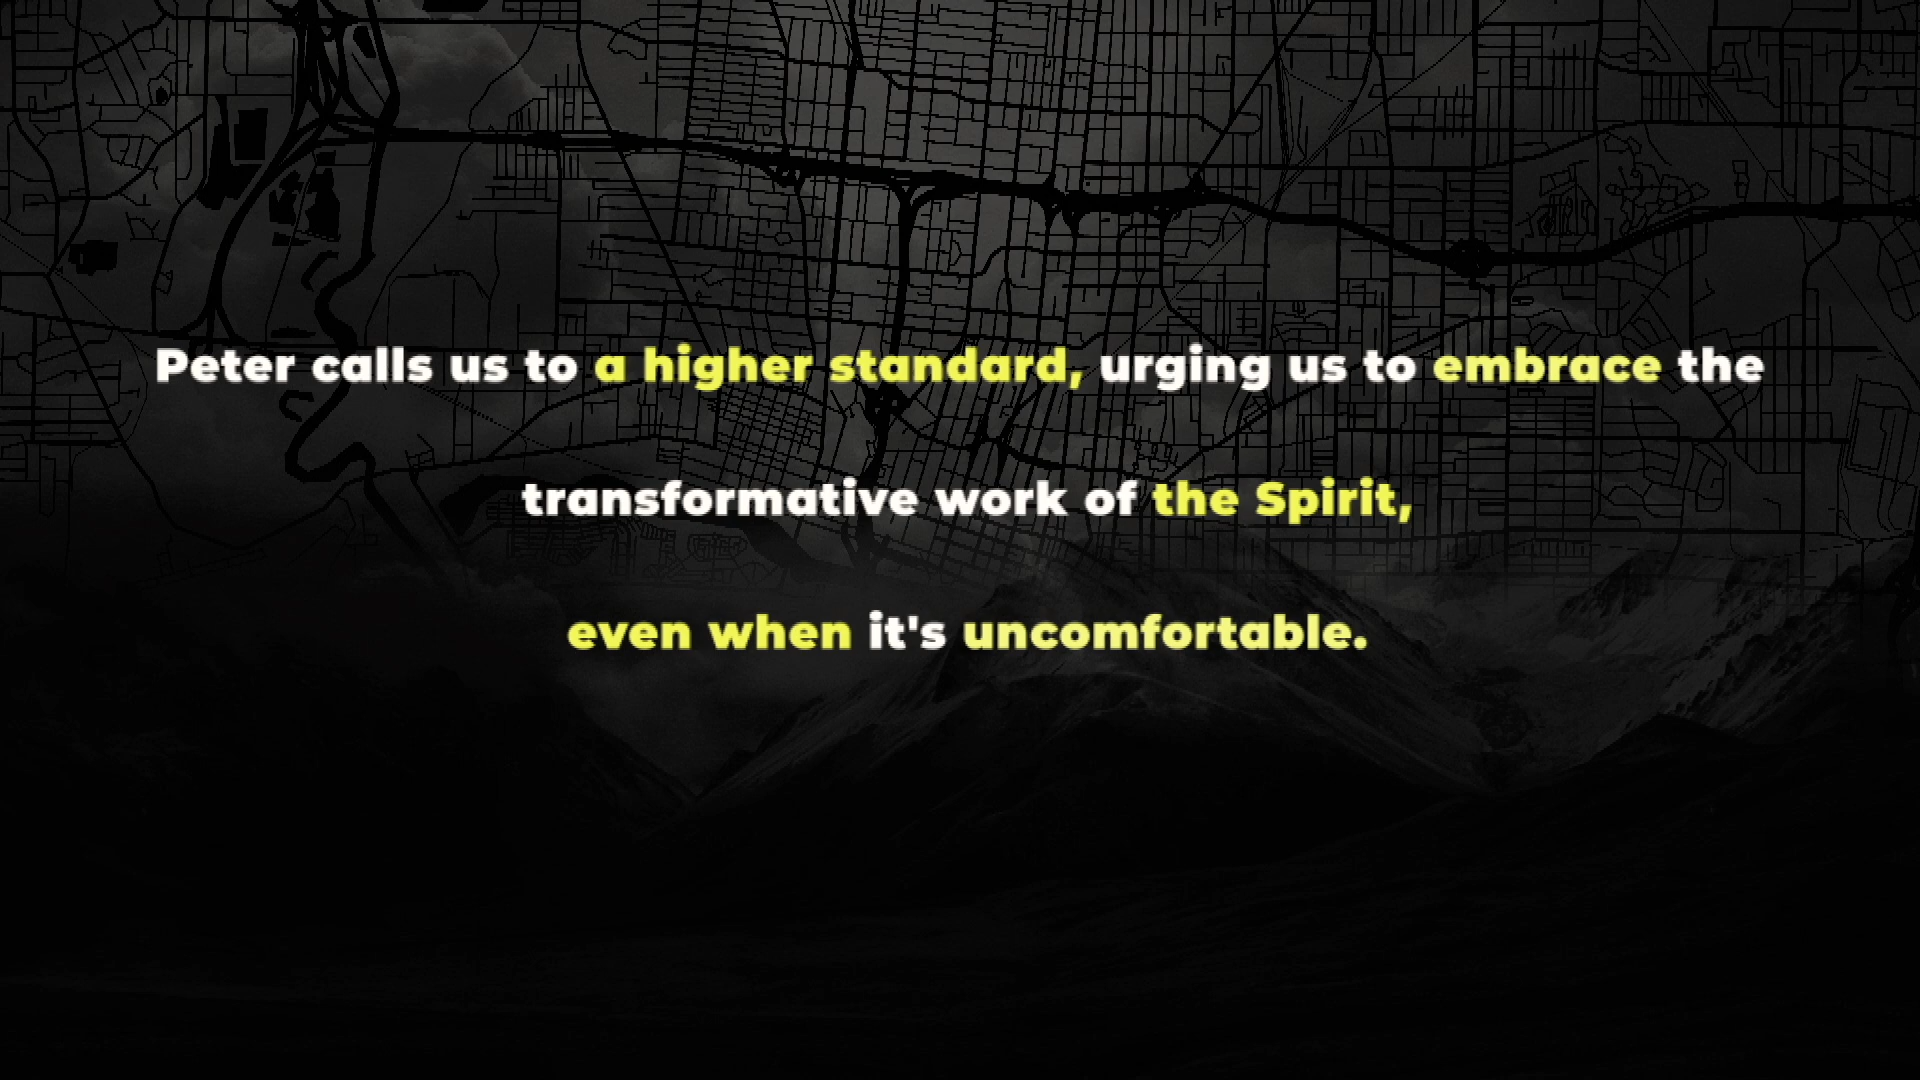 Peter calls us to a higher standard, urging us to embrace the
transformative work of the Spirit,
even when it's uncomfortable.